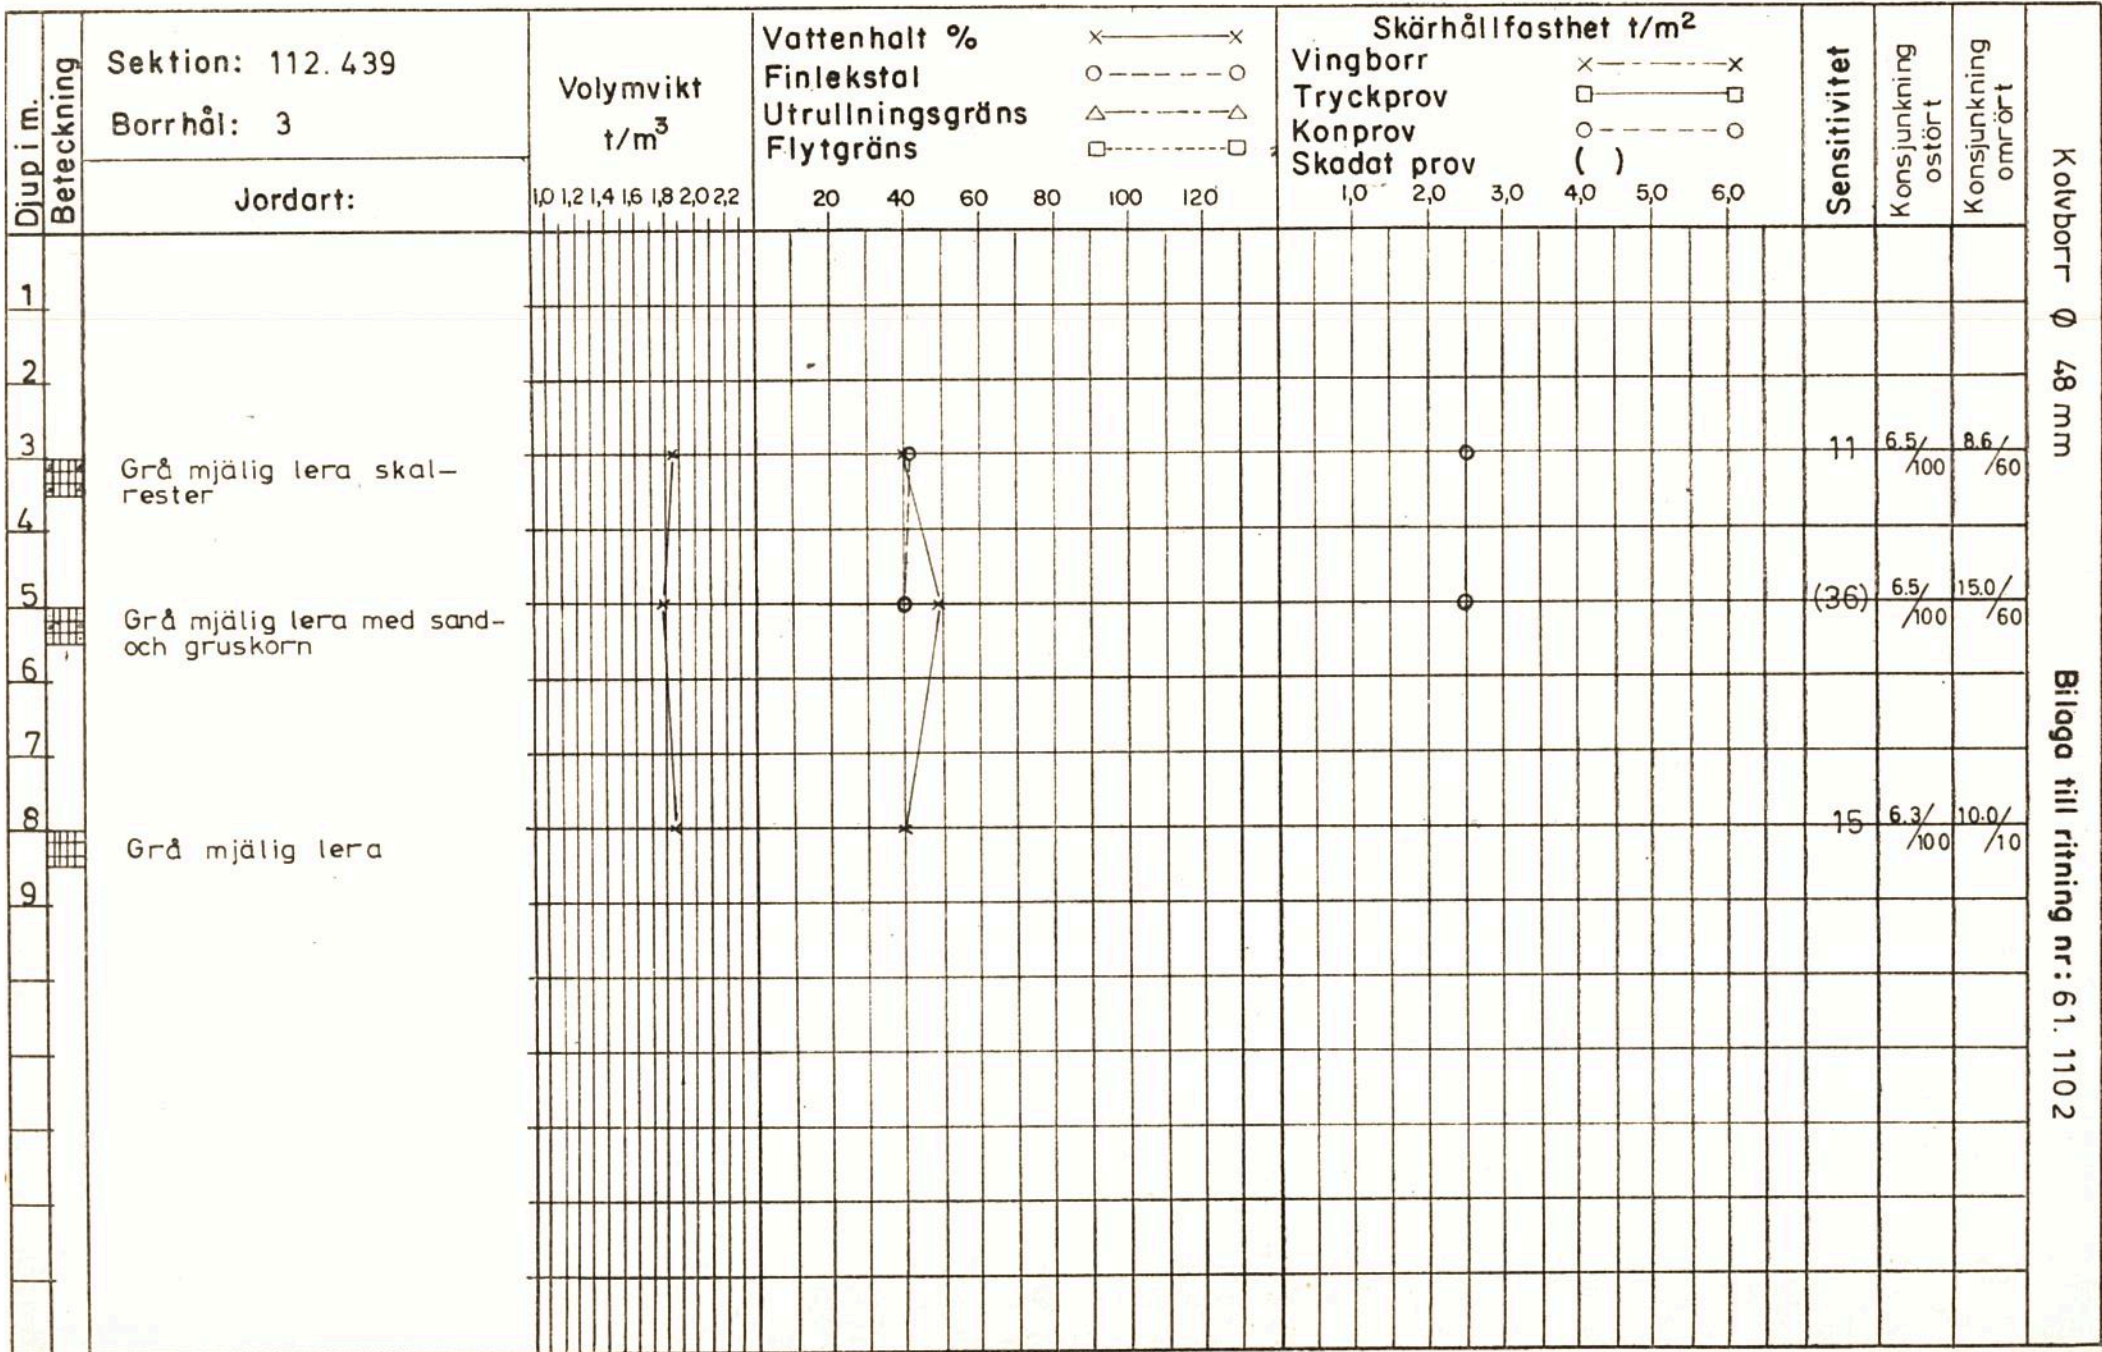 Djup i m.
Beteckning
Sektion: 112.439
Borrhål: 3
Jordart:
Volymvikt
t/m³
1,0 1,2 1,4 1,6 1,8 2,0 2,2
Vattenhalt %
Finlekstal
Utrullningsgräns
Flytgräns
20 40 60 80 100 120
Skärhållfasthet t/m²
Vingborr
Tryckprov
Konprov
Skadat prov ( )
1,0 2,0 3,0 4,0 5,0 6,0
Sensitivitet
Konsjunkning
ostört
Konsjunkning
omrört
1
2
3
Grå mjälig lera skal-
rester
11 6.5/100 8.6/60
4
5
Grå mjälig lera med sand-
och gruskorn
(36) 6.5/100 15.0/60
6
7
8
Grå mjälig lera
15 6.3/100 10.0/10
9
Kolvborr Ø 48 mm
Bilaga till ritning nr: 61. 1102